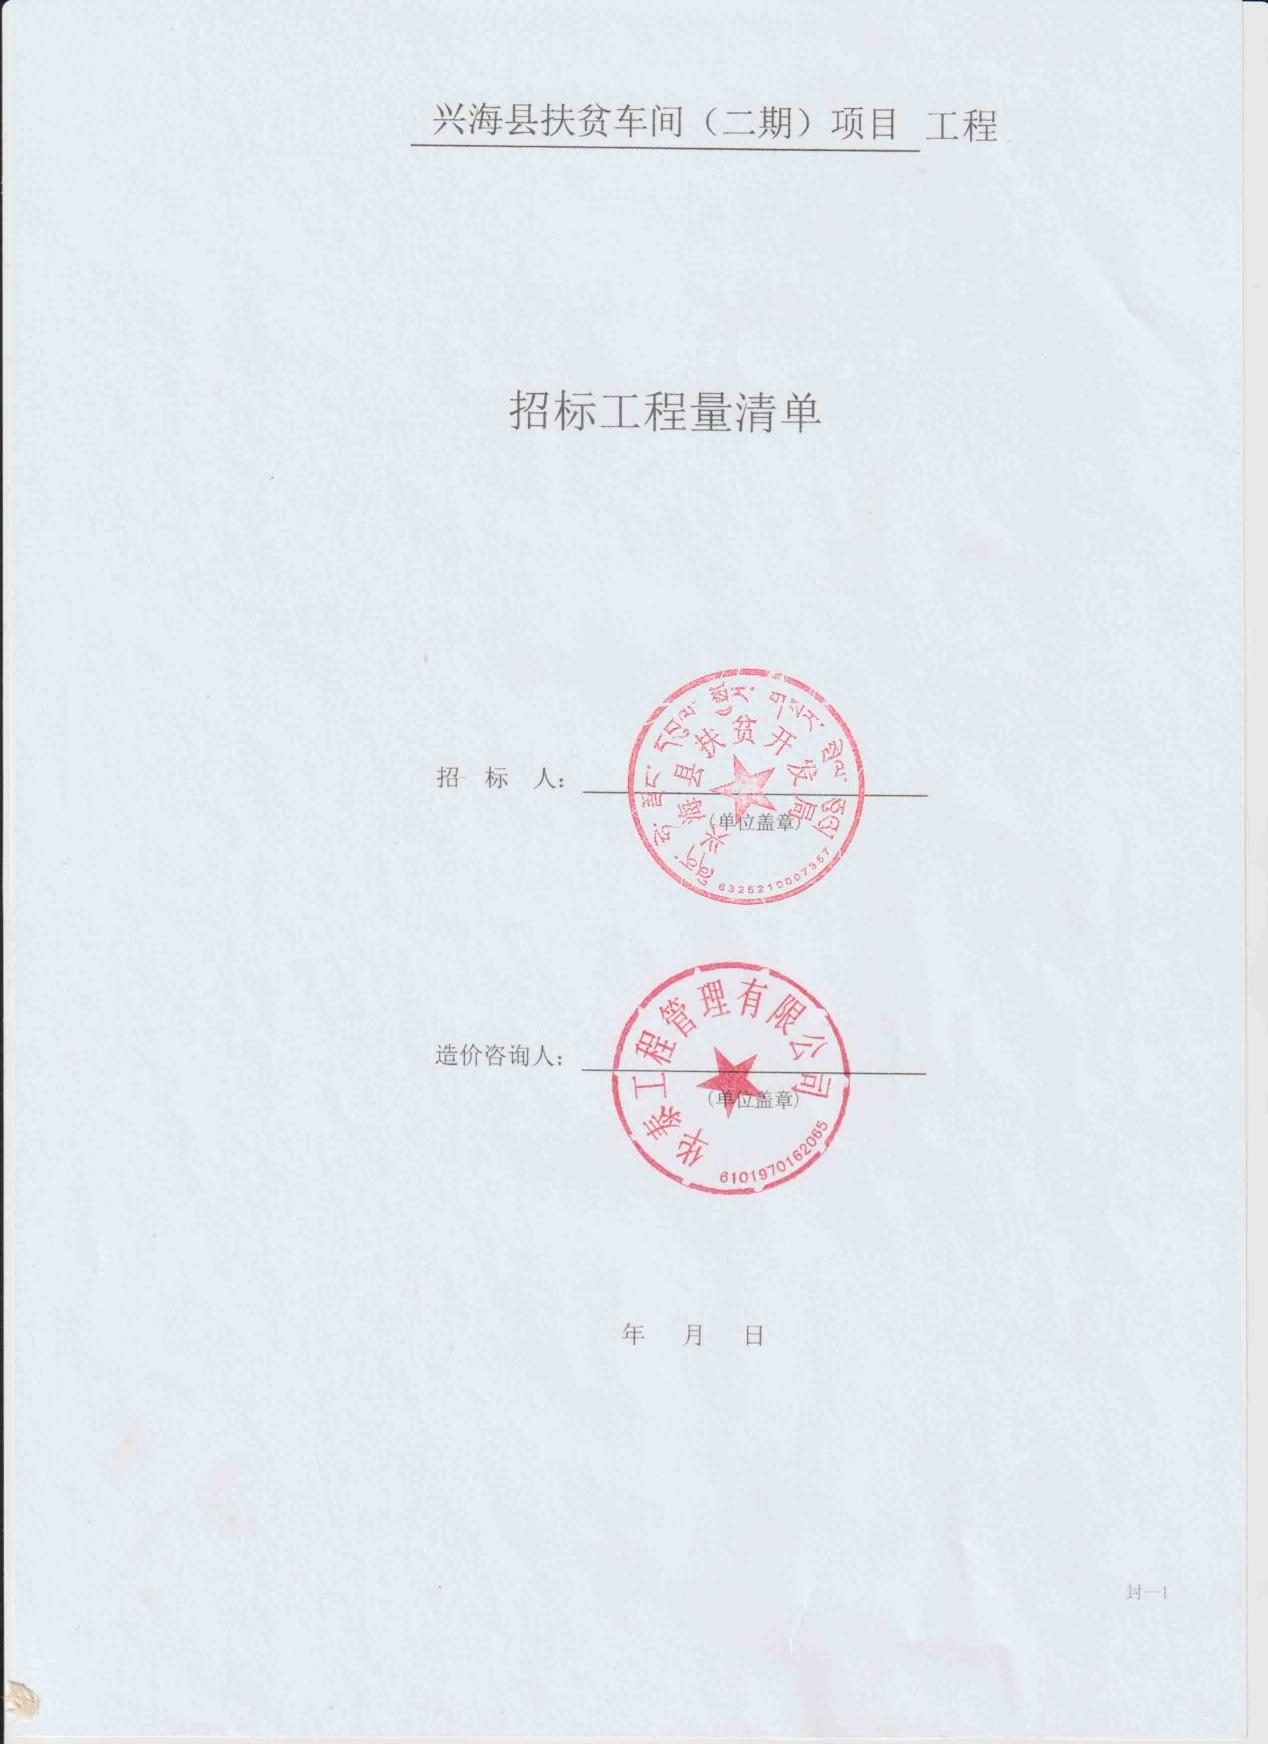 兴海县扶贫车间（二期）项目 工程
招标工程量清单
招 标 人：
兴海县扶贫开发局
（单位盖章）
6325210007357
造价咨询人：
华泰工程管理有限公司
（单位盖章）
6101970162065
年 月 日
封—1